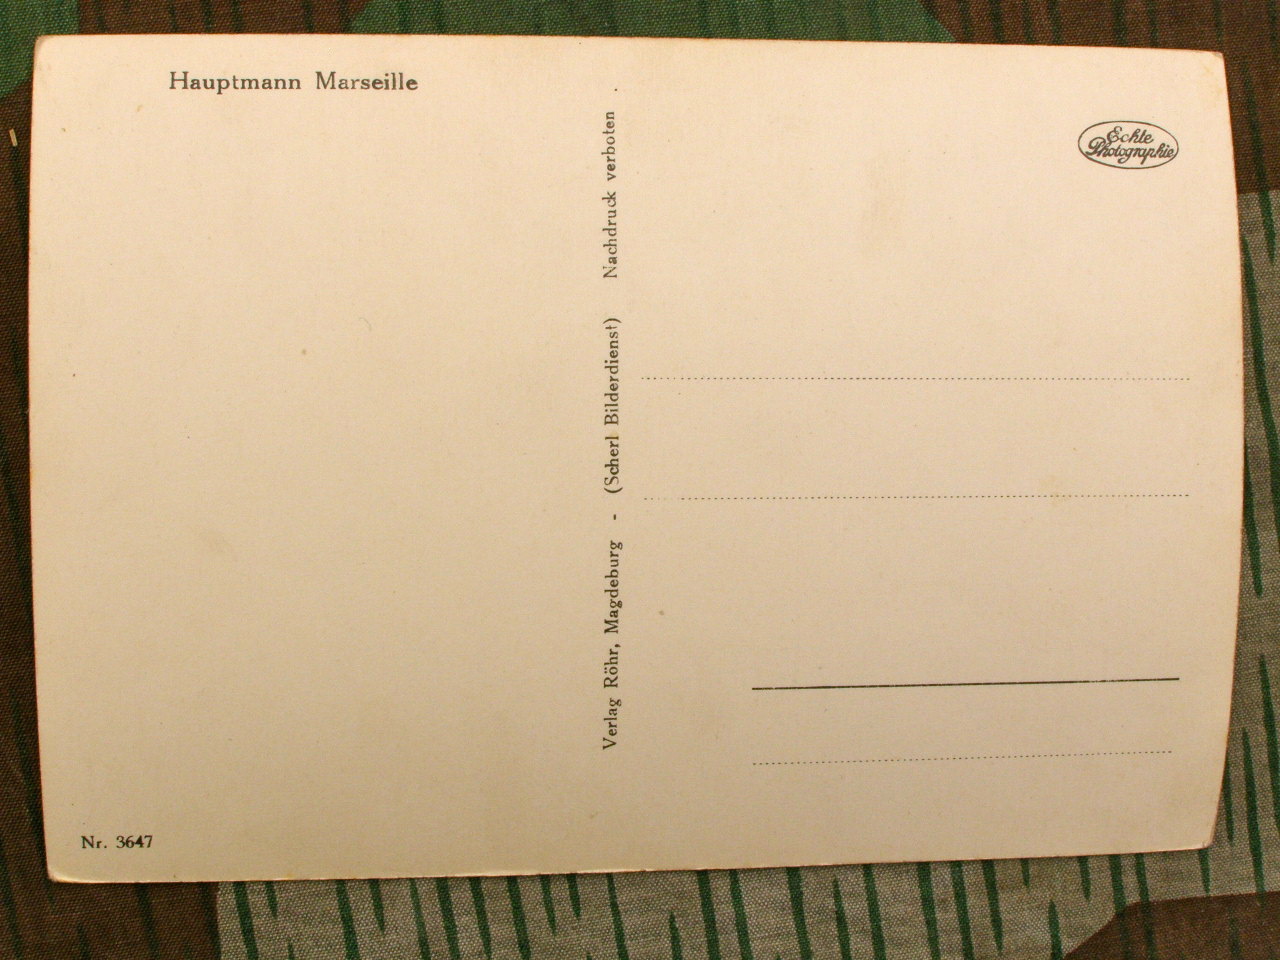 Hauptmann Marseille
Verlag Röhr, Magdeburg - (Scherl Bilderdienst) Nachdruck verboten
Echte
Photographie
Nr. 3647